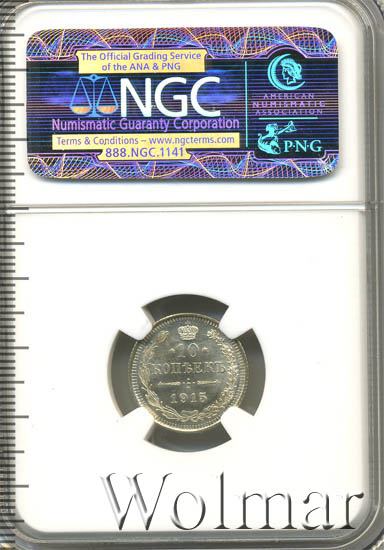 The Official Grading Service
of the ANA & PNG
NGC
Numismatic Guaranty Corporation
Terms & Conditions – www.ngcterms.com
888.NGC.1141
AMERICAN
NUMISMATIC
ASSOCIATION
PNG
10
КОПѢЕКЪ
1915
Wolmar